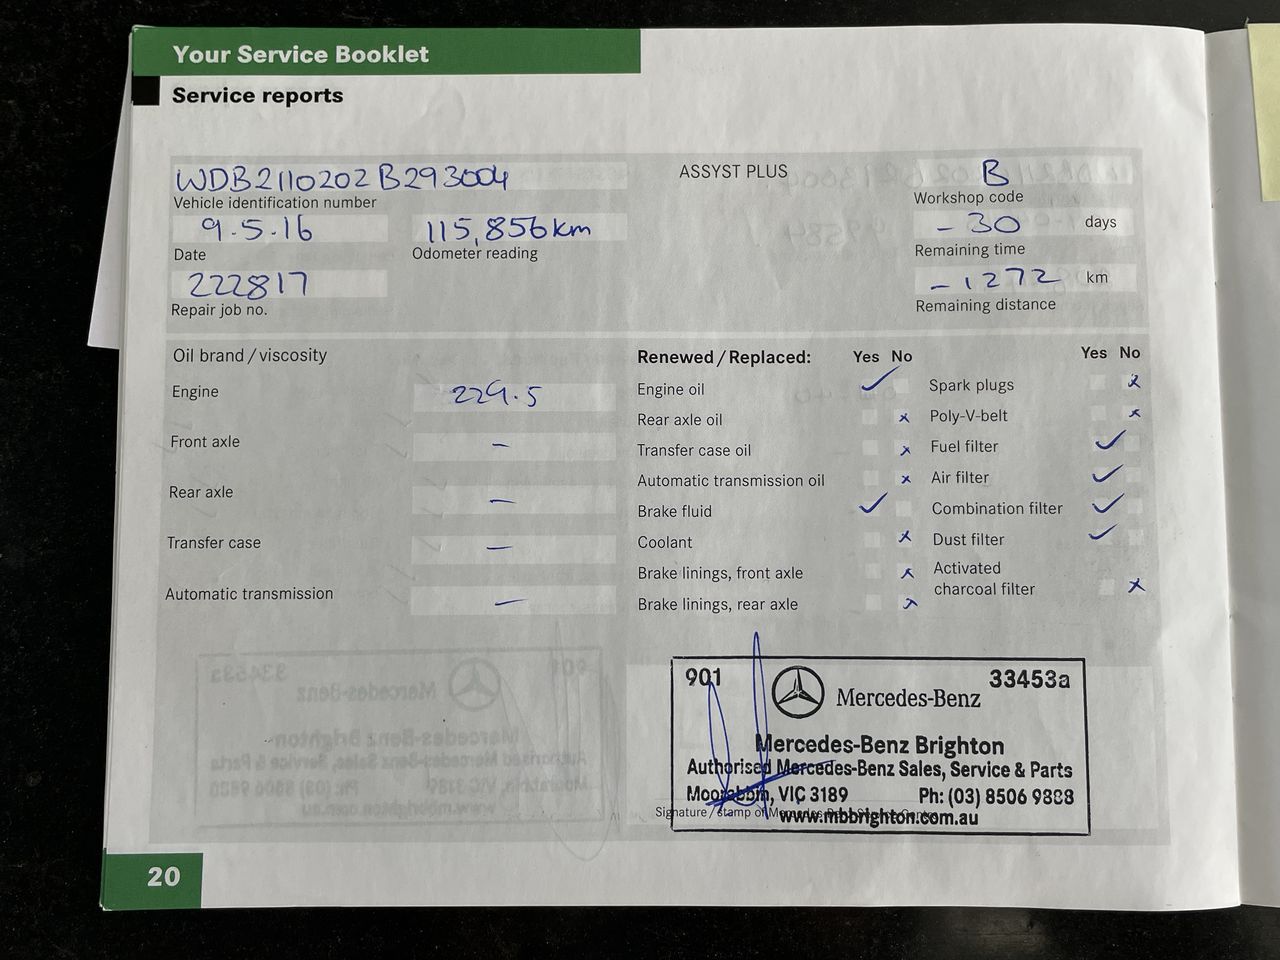 Your Service Booklet
Service reports
WDB2110202B293004
Vehicle identification number
ASSYST PLUS
B
Workshop code
9.5.16
Date
115,856km
Odometer reading
-30 days
Remaining time
222817
Repair job no.
-1272 km
Remaining distance
Oil brand / viscosity
Engine 229.5
Front axle –
Rear axle –
Transfer case –
Automatic transmission –
Renewed / Replaced: Yes No
Engine oil ✓
Rear axle oil x
Transfer case oil x
Automatic transmission oil x
Brake fluid ✓
Coolant x
Brake linings, front axle x
Brake linings, rear axle x
Yes No
Spark plugs x
Poly-V-belt x
Fuel filter ✓
Air filter ✓
Combination filter ✓
Dust filter ✓
Activated
charcoal filter x
901 Mercedes-Benz 33453a
Mercedes-Benz Brighton
Authorised Mercedes-Benz Sales, Service & Parts
Moorabbin, VIC 3189 Ph: (03) 8506 9888
Signature / stamp of
www.mbbrighton.com.au
20